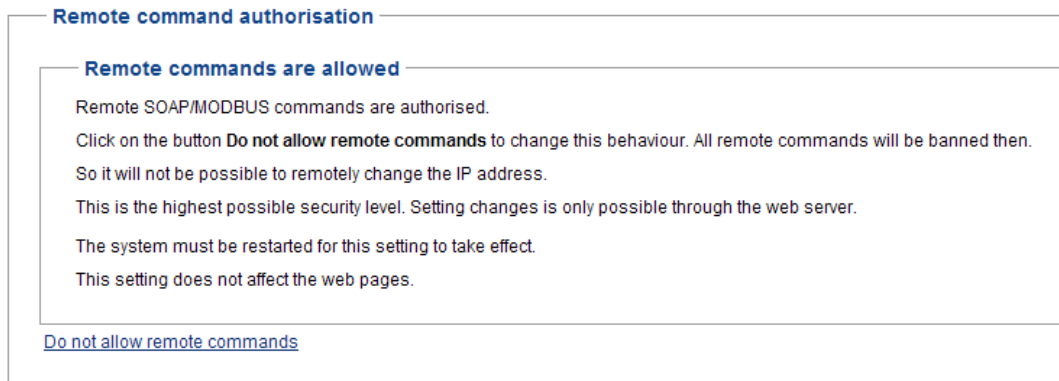 Remote command authorisation
Remote commands are allowed
Remote SOAP/MODBUS commands are authorised.
Click on the button Do not allow remote commands to change this behaviour. All remote commands will be banned then.
So it will not be possible to remotely change the IP address.
This is the highest possible security level. Setting changes is only possible through the web server.
The system must be restarted for this setting to take effect.
This setting does not affect the web pages.
Do not allow remote commands